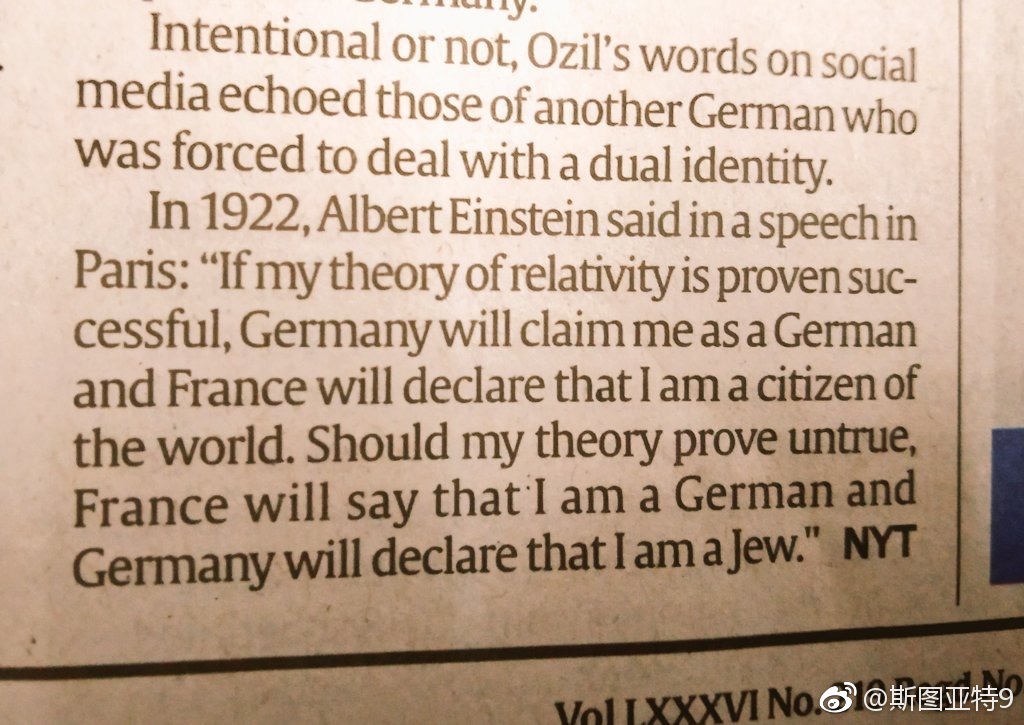 Germany.
Intentional or not, Ozil's words on social
media echoed those of another German who
was forced to deal with a dual identity.
In 1922, Albert Einstein said in a speech in
Paris: “If my theory of relativity is proven suc-
cessful, Germany will claim me as a German
and France will declare that I am a citizen of
the world. Should my theory prove untrue,
France will say that I am a German and
Germany will declare that I am a Jew." NYT
Vol LXXXVI No.
@斯图亚特9